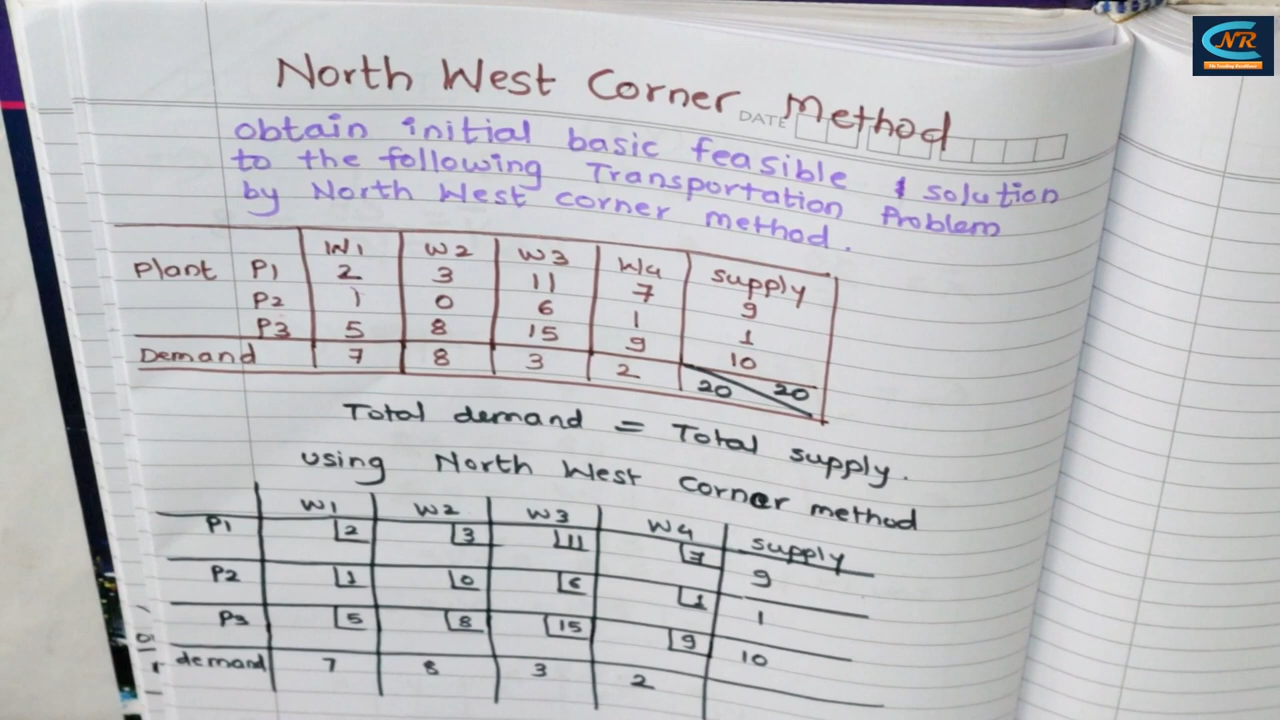 NR
North West Corner Method
DATE
obtain initial basic feasible solution
to the following Transportation Problem
by North West corner method.
W1 W2 W3 W4 supply
Plant P1 2 3 11 7 9
P2 1 0 6 1 1
P3 5 8 15 9 10
Demand 7 8 3 2 20 20
Total demand = Total supply.
using North West corner method
W1 W2 W3 W4 supply
P1 2 3 11 7 9
P2 1 0 6 1 1
P3 5 8 15 9 10
demand 7 8 3 2